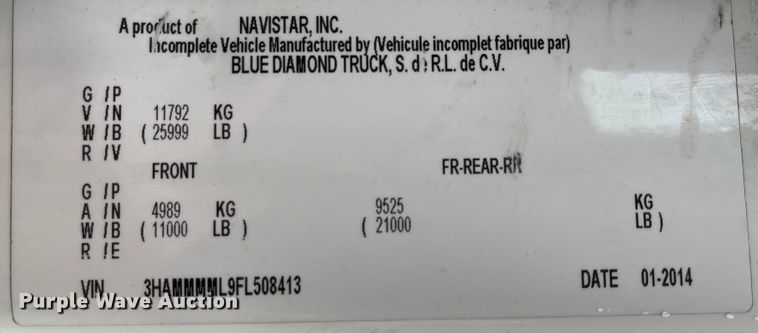 A product of NAVISTAR, INC.
Incomplete Vehicle Manufactured by (Vehicule incomplet fabrique par)
BLUE DIAMOND TRUCK, S. de R.L. de C.V.
G /P
V /N 11792 KG
W /B ( 25999 LB )
R /V
FRONT FR-REAR-RR
G /P
A /N 4989 KG 9525 KG
W /B ( 11000 LB ) ( 21000 LB )
R /E
VIN 3HAMMMML9FL508413 DATE 01-2014
Purple Wave Auction